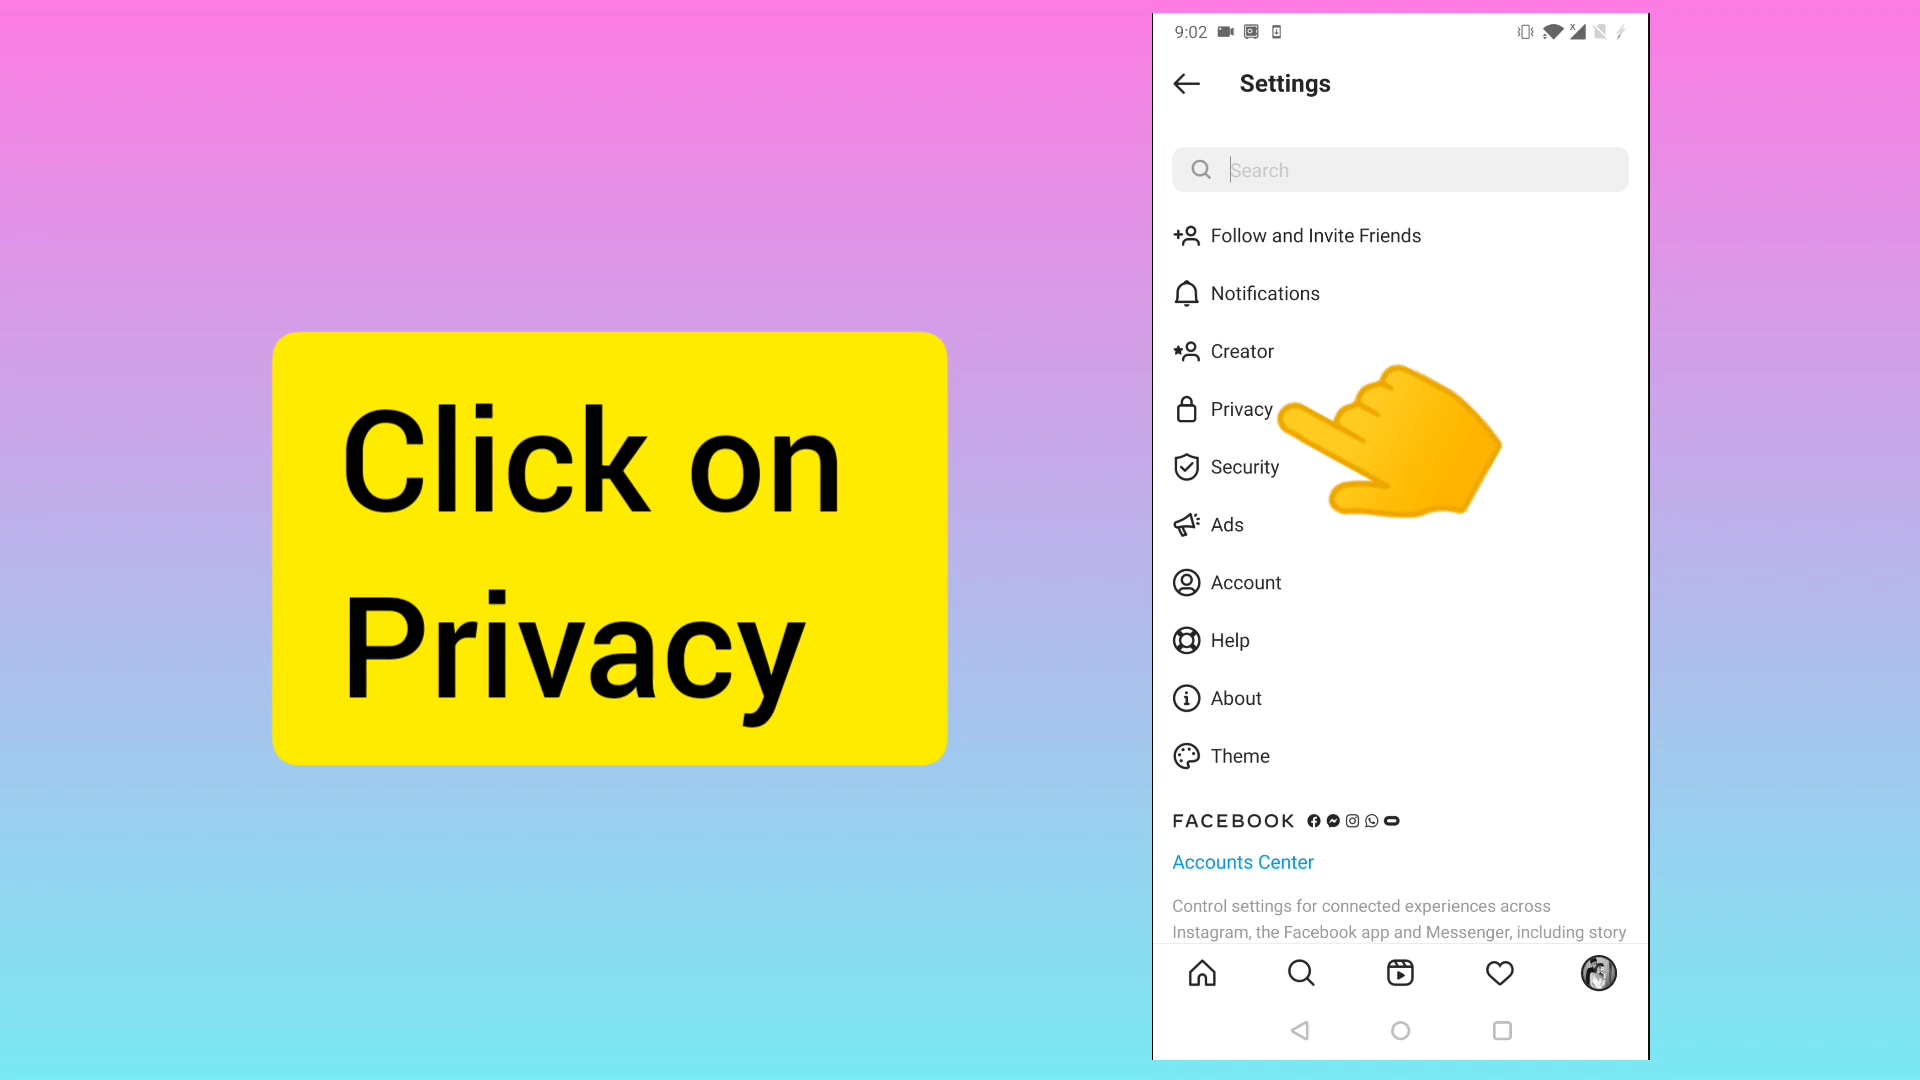 Click on
Privacy
9:02
Settings
Search
Follow and Invite Friends
Notifications
Creator
Privacy
Security
Ads
Account
Help
About
Theme
FACEBOOK
Accounts Center
Control settings for connected experiences across
Instagram, the Facebook app and Messenger, including story